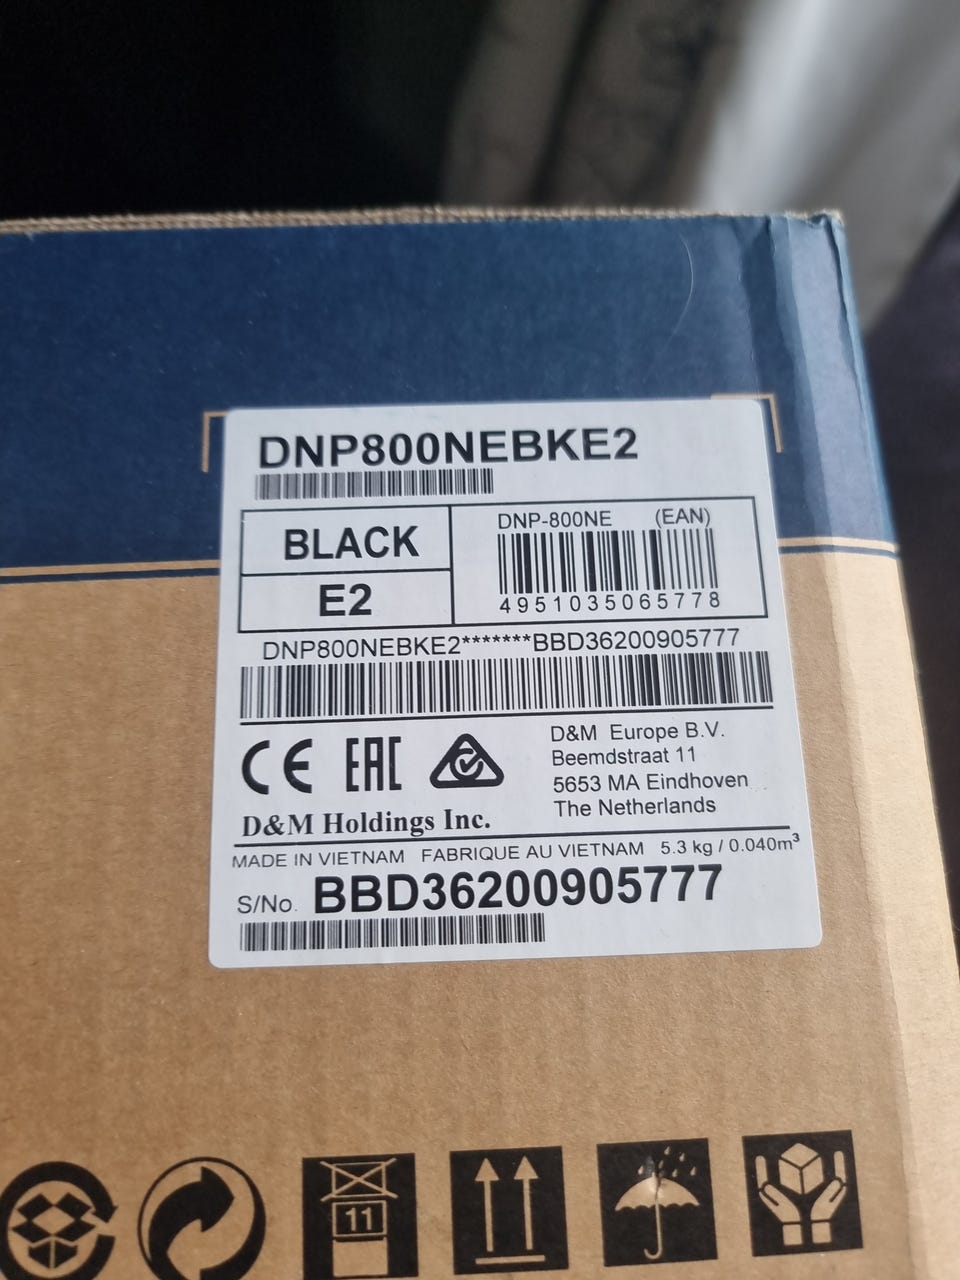 DNP800NEBKE2
BLACK
E2
DNP-800NE (EAN)
4951035065778
DNP800NEBKE2*******BBD36200905777
CE EAC
D&M Holdings Inc.
D&M Europe B.V.
Beemdstraat 11
5653 MA Eindhoven
The Netherlands
MADE IN VIETNAM FABRIQUE AU VIETNAM 5.3 kg / 0.040m³
S/No. BBD36200905777
11